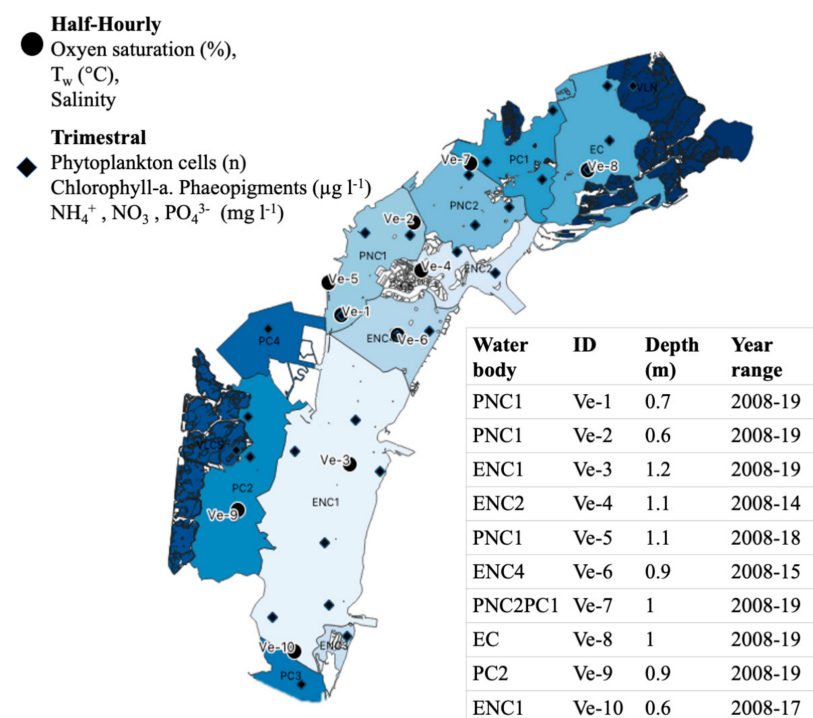 Half-Hourly
Oxyen saturation (%),
Tw (°C),
Salinity
Trimestral
Phytoplankton cells (n)
Chlorophyll-a. Phaeopigments (µg l-1)
NH4+ , NO3 , PO43- (mg l-1)
VLN
EC
Ve-8
PC1
Ve-7
PNC2
Ve-2
PNC1
Ve-4
ENC2
Ve-5
Ve-1
ENC4
Ve-6
PC4
VLCS
PC2
Ve-9
Ve-3
ENC1
Ve-10
ENC3
PC3
Water body ID Depth (m) Year range
PNC1 Ve-1 0.7 2008-19
PNC1 Ve-2 0.6 2008-19
ENC1 Ve-3 1.2 2008-19
ENC2 Ve-4 1.1 2008-14
PNC1 Ve-5 1.1 2008-18
ENC4 Ve-6 0.9 2008-15
PNC2PC1 Ve-7 1 2008-19
EC Ve-8 1 2008-19
PC2 Ve-9 0.9 2008-19
ENC1 Ve-10 0.6 2008-17